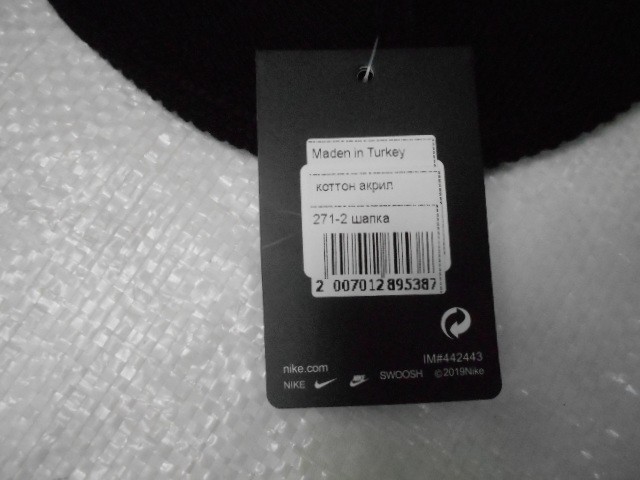 Maden in Turkey
коттон акрил
271-2 шапка
2 007012 895387
IM#442443
nike.com
NIKE SWOOSH ©2019Nike